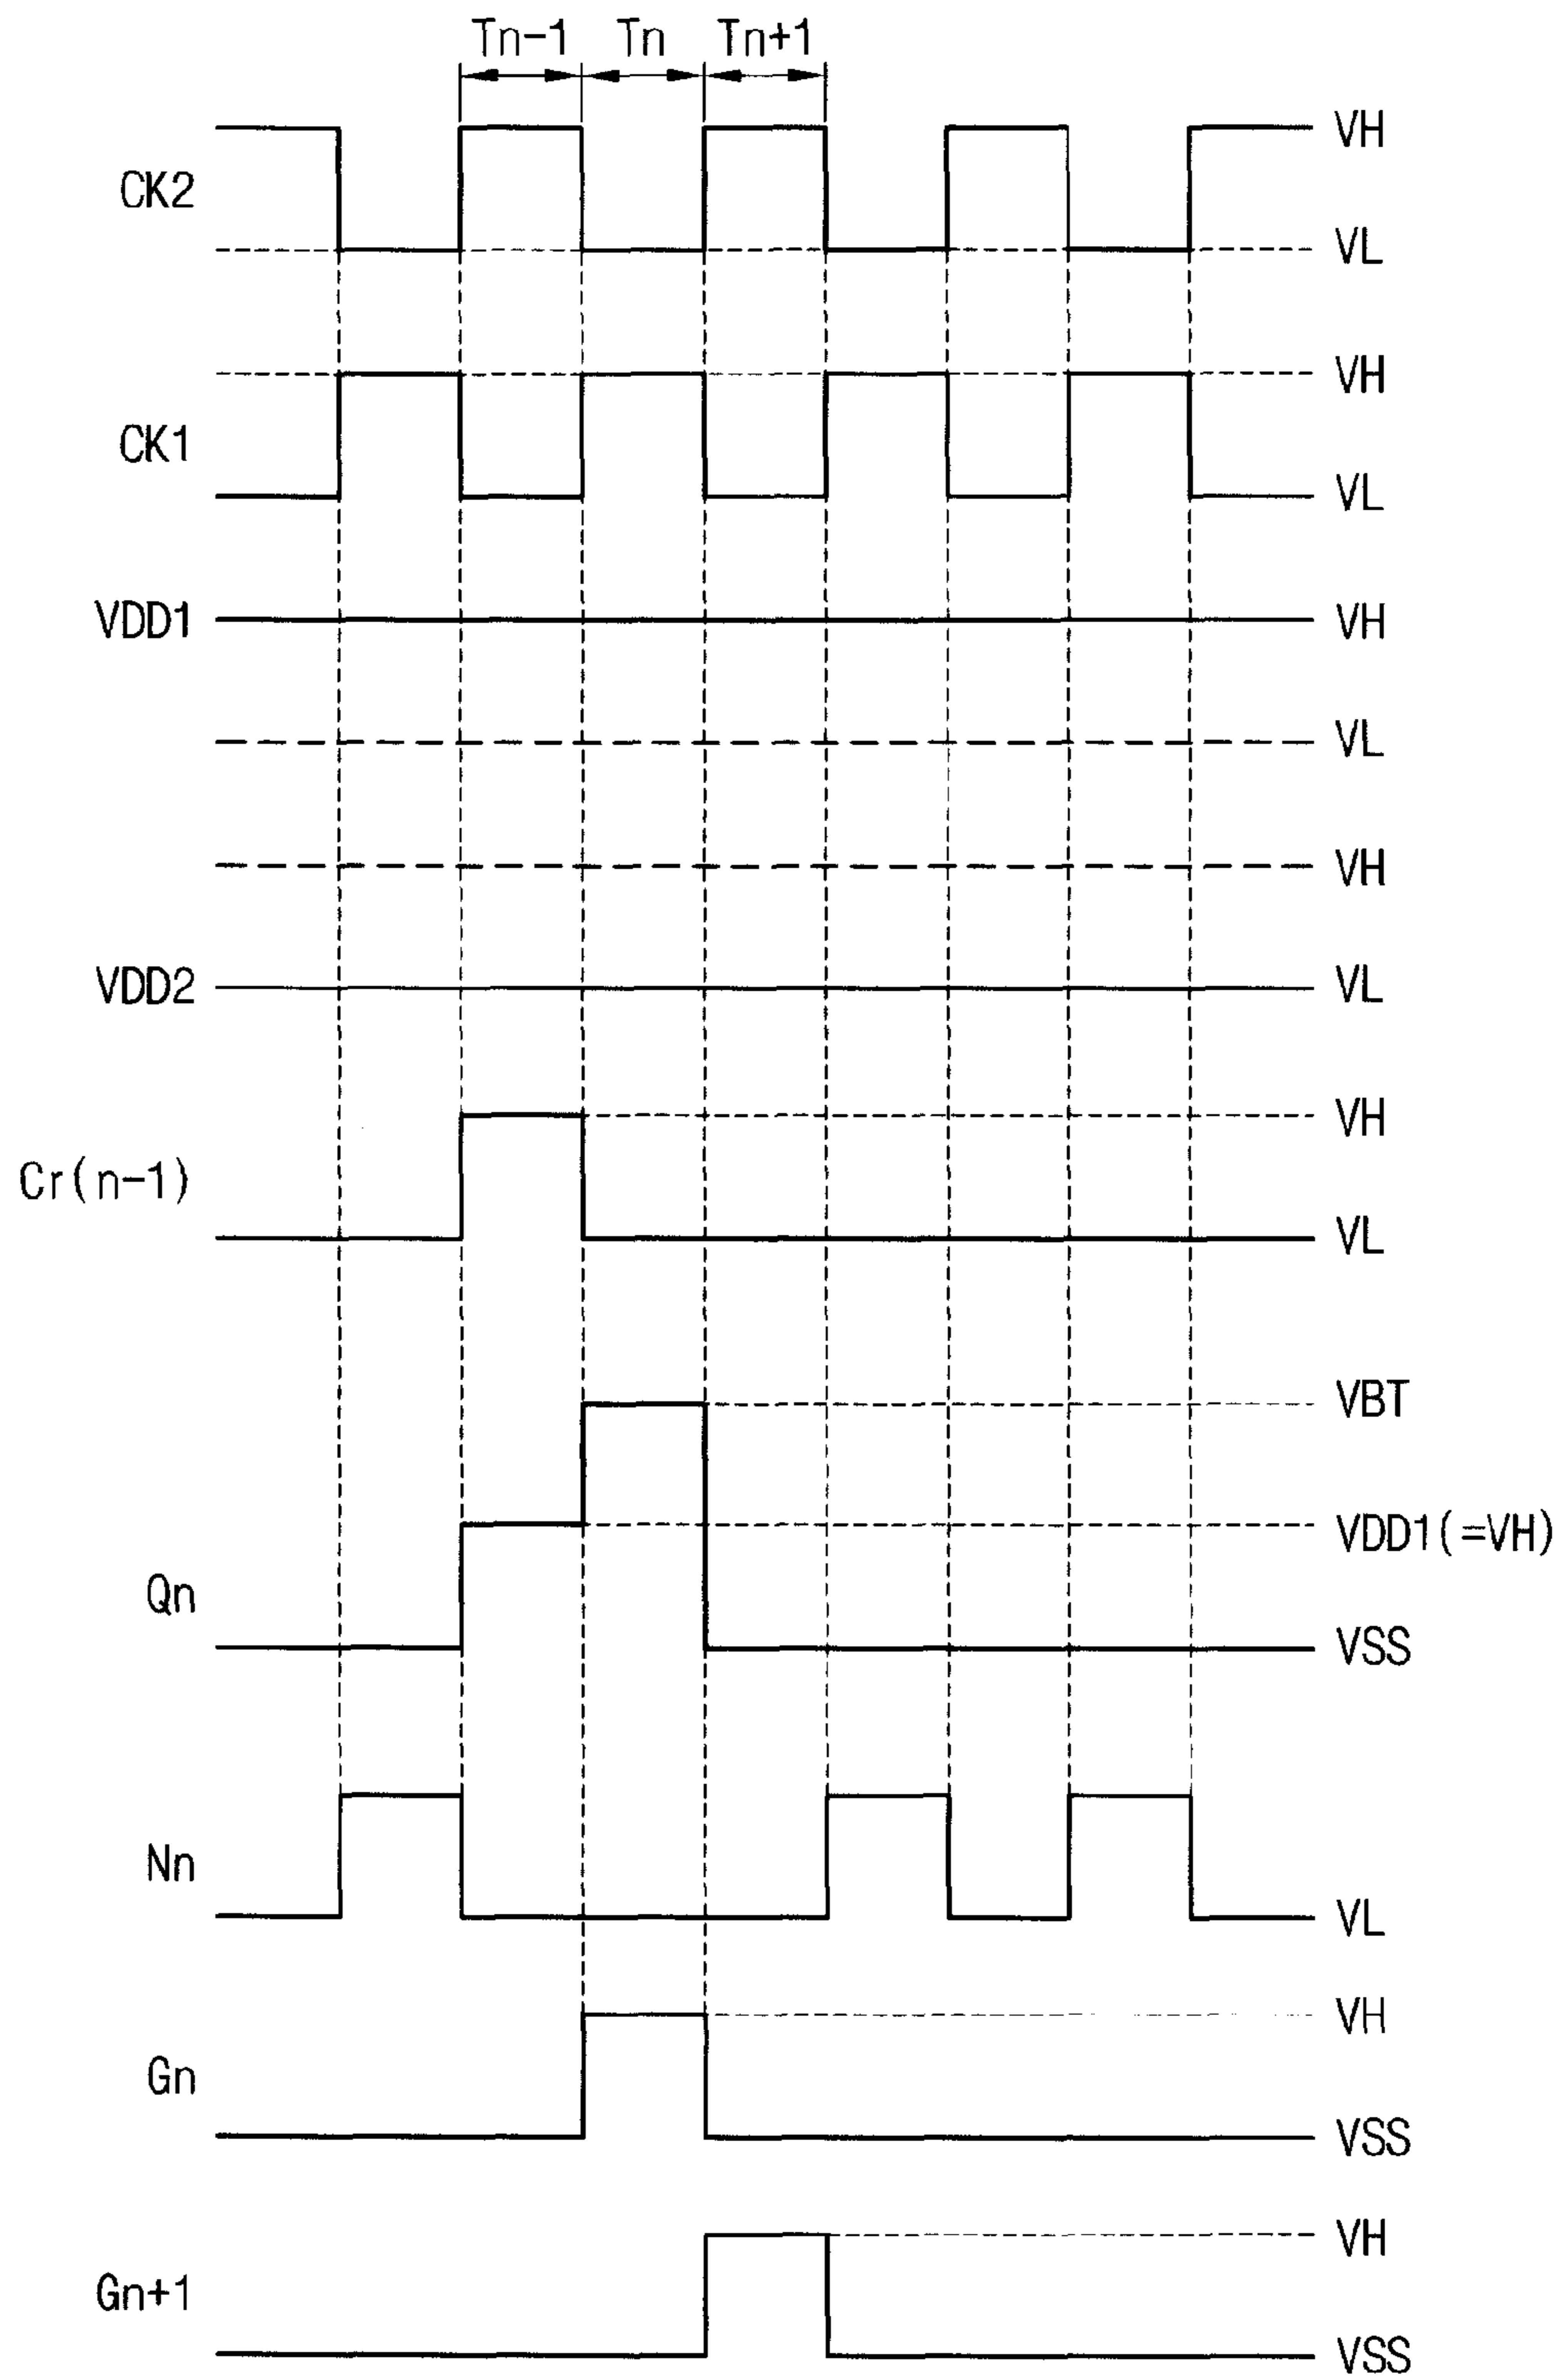 Tn-1 Tn Tn+1
VH
CK2
VL
VH
CK1
VL
VDD1 VH
VL
VH
VDD2 VL
VH
Cr(n-1)
VL
VBT
VDD1(=VH)
Qn
VSS
Nn
VL
VH
Gn
VSS
VH
Gn+1
VSS